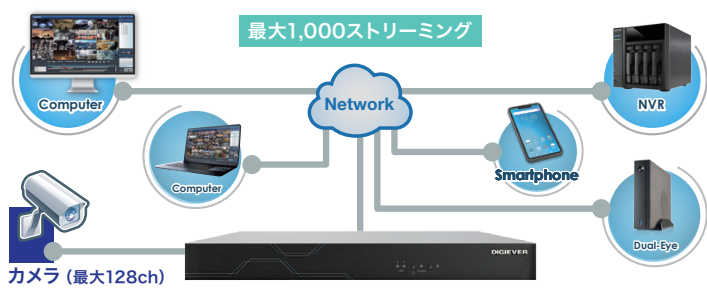 最大1,000ストリーミング
Computer
Network
NVR
Computer
Smartphone
Dual-Eye
DIGIEVER
カメラ（最大128ch）